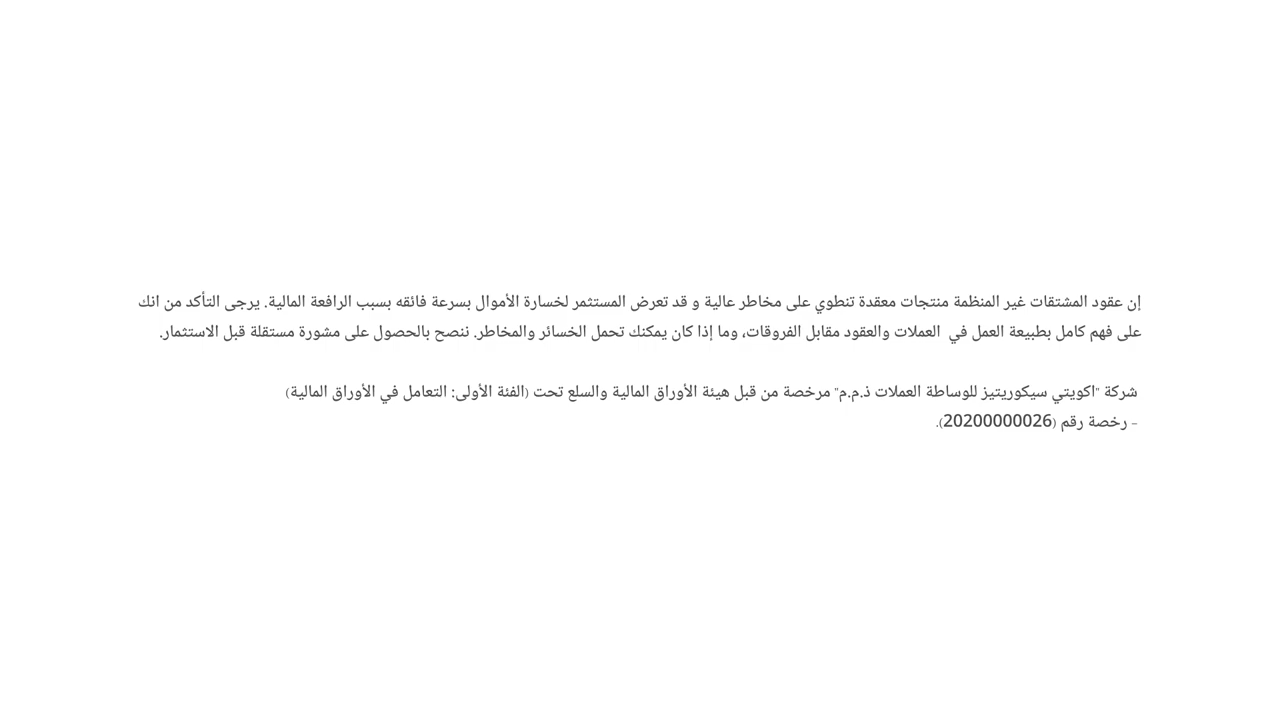 إن عقود المشتقات غير المنظمة منتجات معقدة تنطوي على مخاطر عالية و قد تعرض المستثمر لخسارة الأموال بسرعة فائقه بسبب الرافعة المالية. يرجى التأكد من انك
على فهم كامل بطبيعة العمل في العملات والعقود مقابل الفروقات، وما إذا كان يمكنك تحمل الخسائر والمخاطر. ننصح بالحصول على مشورة مستقلة قبل الاستثمار.
شركة "اكويتي سيكوريتيز للوساطة العملات ذ.م.م" مرخصة من قبل هيئة الأوراق المالية والسلع تحت (الفئة الأولى: التعامل في الأوراق المالية)
- رخصة رقم (20200000026).